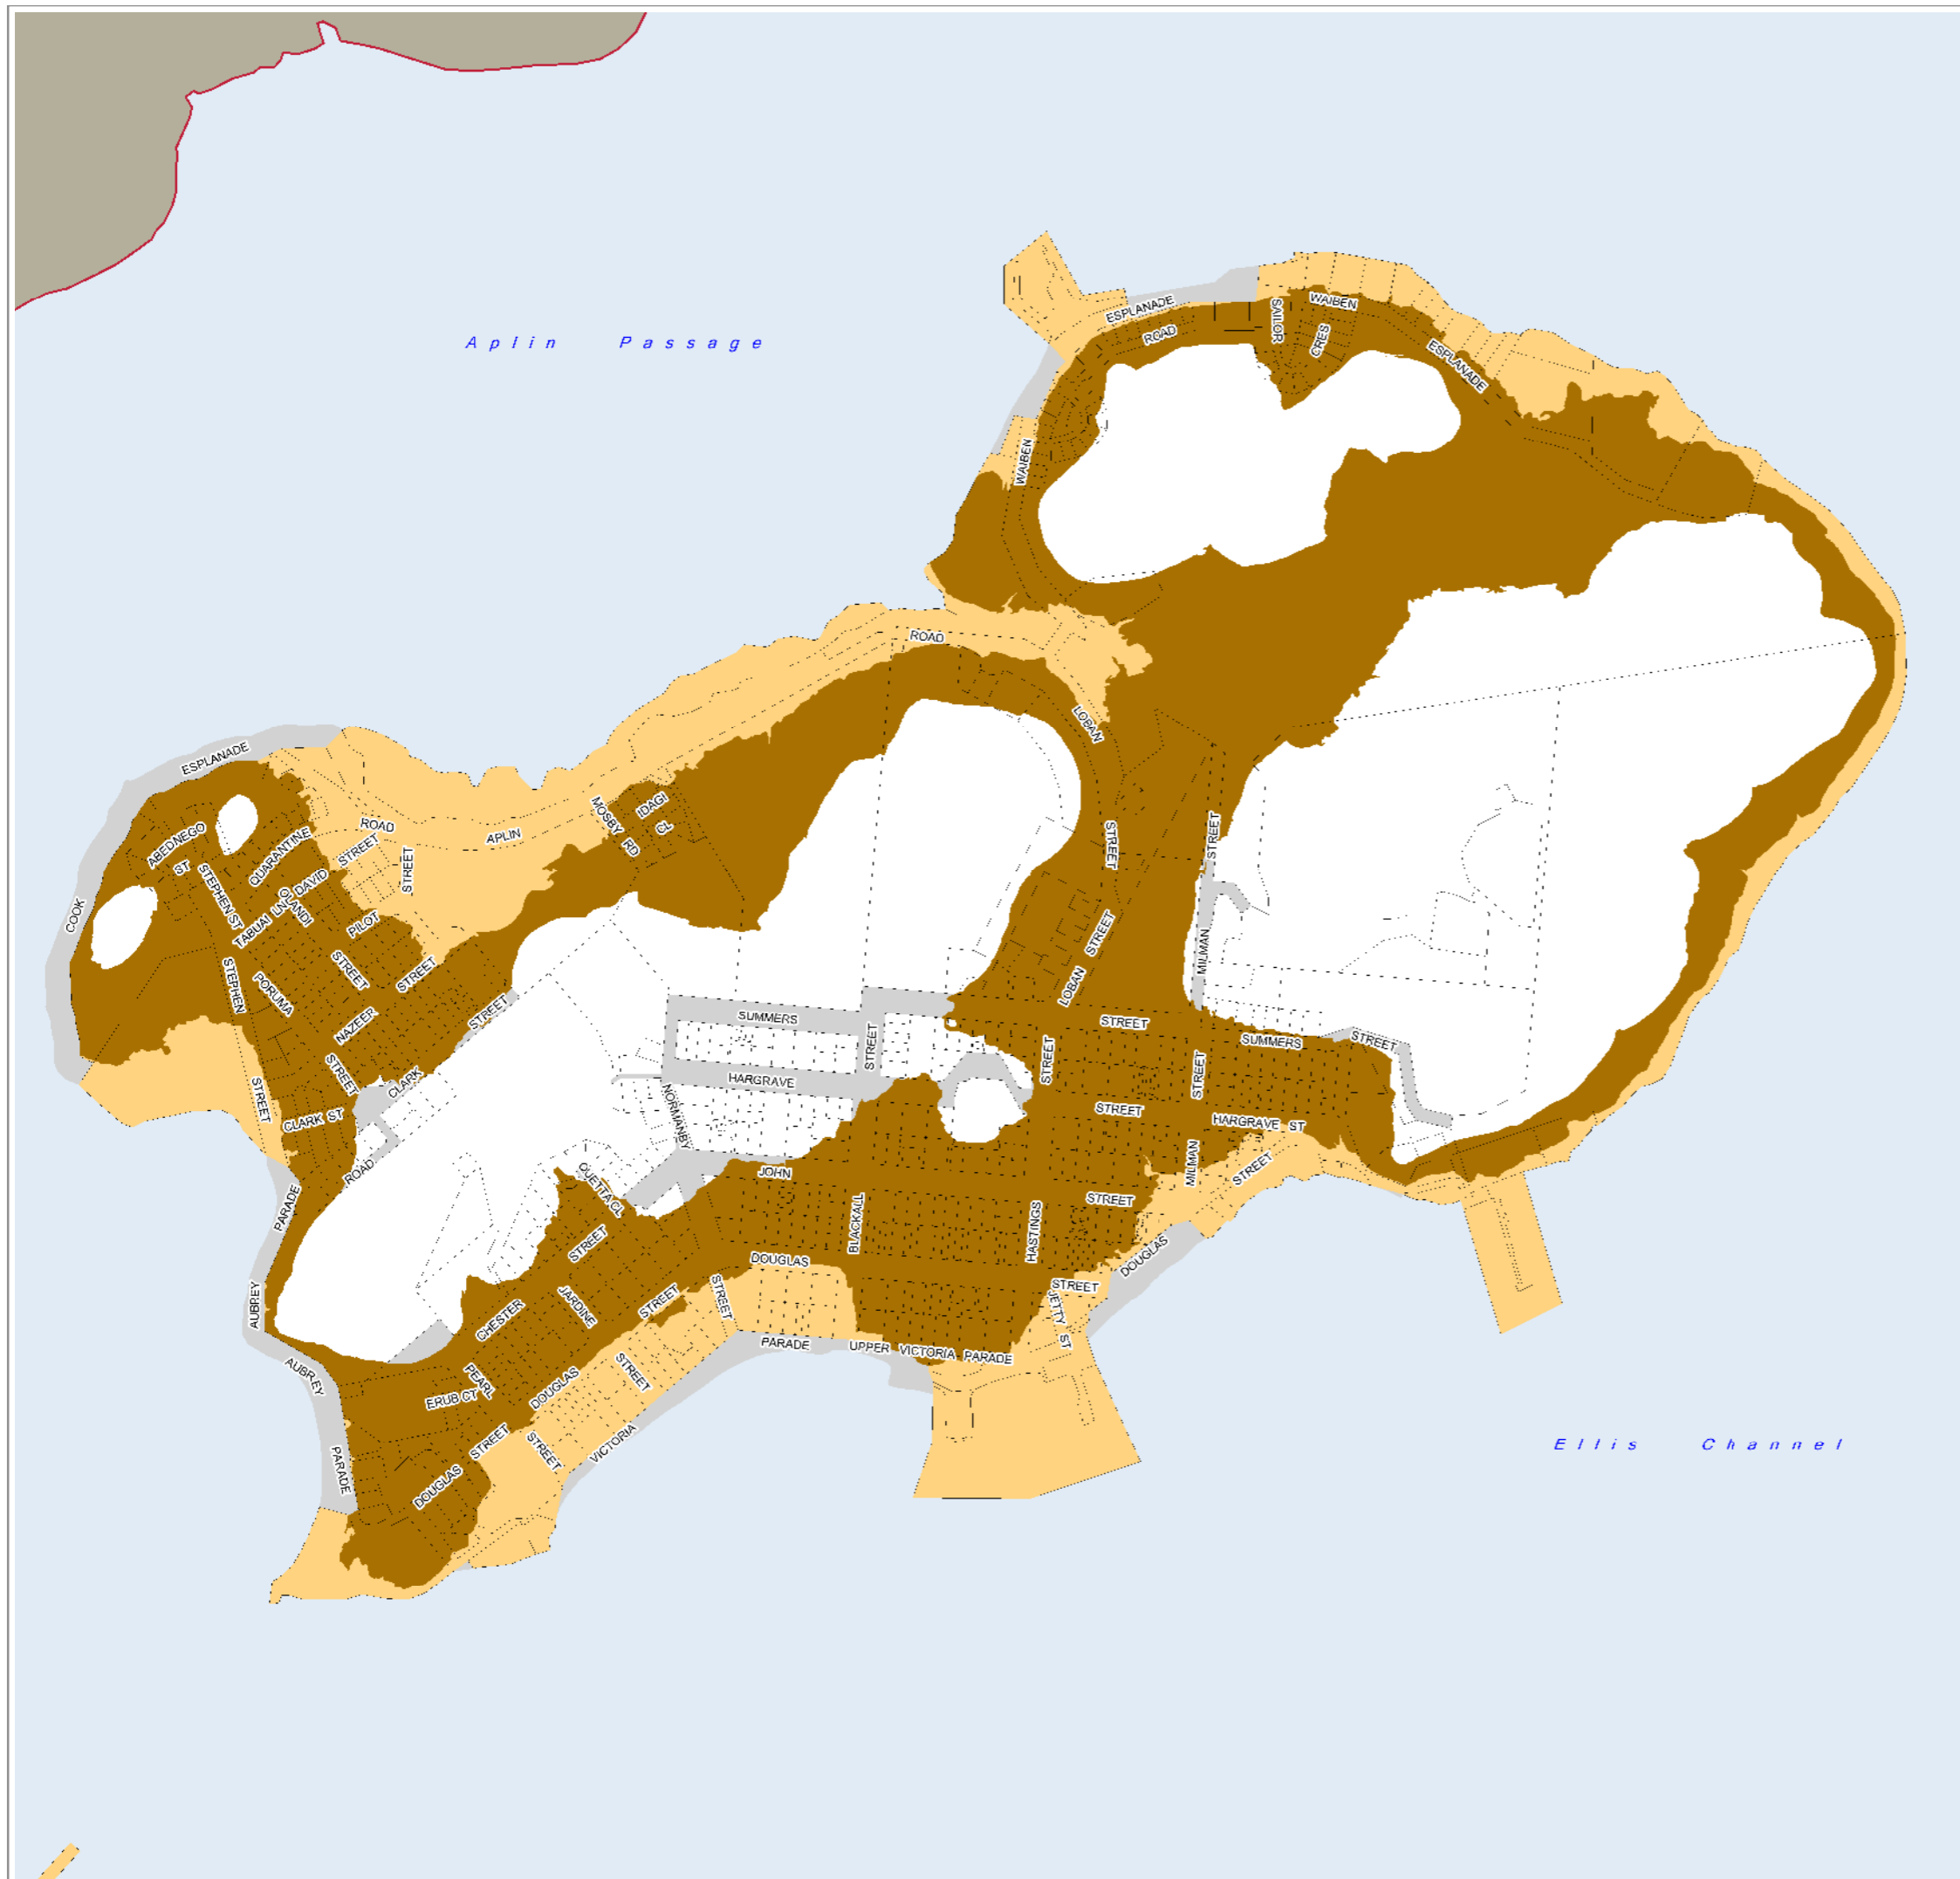 Aplin Passage
ESPLANADE
WAIBEN
SAILOR
CRES
ROAD
ESPLANADE
WAIBEN
ROAD
LOBAN
ESPLANADE
MOSBY RD
IDAGI
CL
ROAD
APLIN
STREET
STREET
STREET
STREET
ABEDNEGO
ST
QUARANTINE
STEPHEN ST
DAVID
OLANDI
TABUAI LN
PILOT
COOK
STREET
STREET
LOBAN STREET
MILMAN
STEPHEN
PORUMA
NAZEER
STREET
SUMMERS
STREET
STREET
STREET
STREET
SUMMERS
STREET
STREET
STREET
CLARK
HARGRAVE
NORMANBY
STREET
HARGRAVE ST
CLARK ST
ROAD
JOHN
QUETTA CL
MILMAN
STREET
STREET
PARADE
BLACKALL
HASTINGS
STREET
DOUGLAS
DOUGLAS
STREET
JETTY ST
STREET
STREET
JARDINE
CHESTER
AUBREY
PARADE
UPPER VICTORIA PARADE
AUBREY
STREET
PEARL
ERUB CT
DOUGLAS
VICTORIA
STREET
STREET
PARADE
DOUGLAS
Ellis Channel